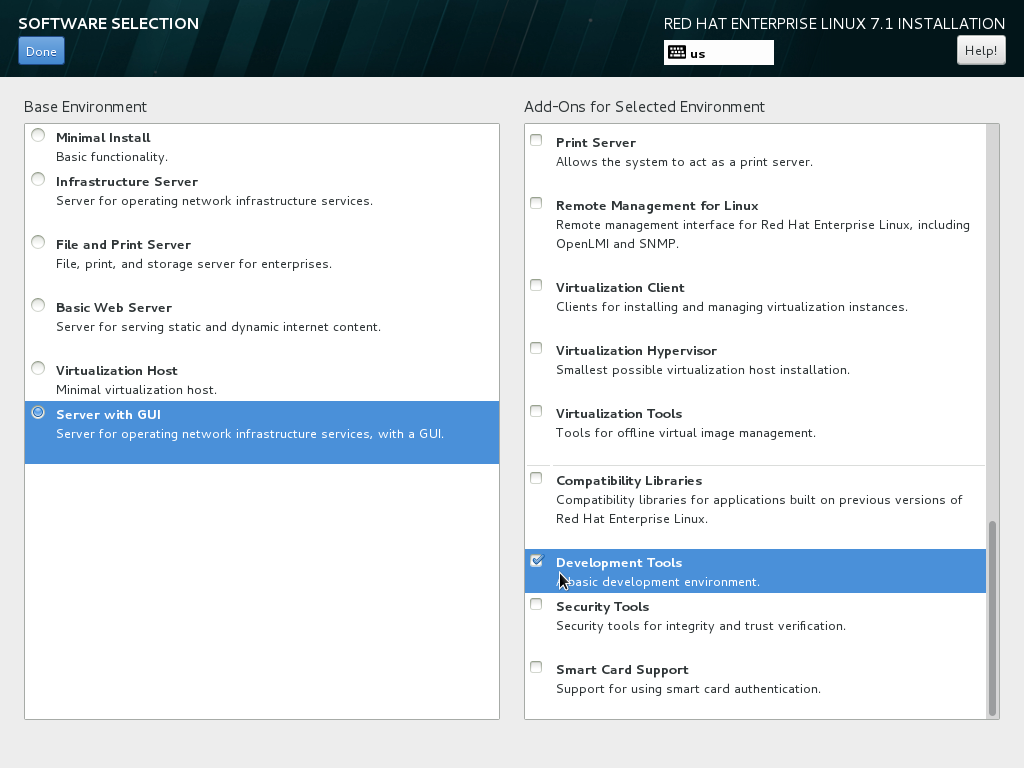 SOFTWARE SELECTION
Done
RED HAT ENTERPRISE LINUX 7.1 INSTALLATION
us
Help!
Base Environment
Minimal Install
Basic functionality.
Infrastructure Server
Server for operating network infrastructure services.
File and Print Server
File, print, and storage server for enterprises.
Basic Web Server
Server for serving static and dynamic internet content.
Virtualization Host
Minimal virtualization host.
Server with GUI
Server for operating network infrastructure services, with a GUI.
Add-Ons for Selected Environment
Print Server
Allows the system to act as a print server.
Remote Management for Linux
Remote management interface for Red Hat Enterprise Linux, including
OpenLMI and SNMP.
Virtualization Client
Clients for installing and managing virtualization instances.
Virtualization Hypervisor
Smallest possible virtualization host installation.
Virtualization Tools
Tools for offline virtual image management.
Compatibility Libraries
Compatibility libraries for applications built on previous versions of
Red Hat Enterprise Linux.
Development Tools
A basic development environment.
Security Tools
Security tools for integrity and trust verification.
Smart Card Support
Support for using smart card authentication.